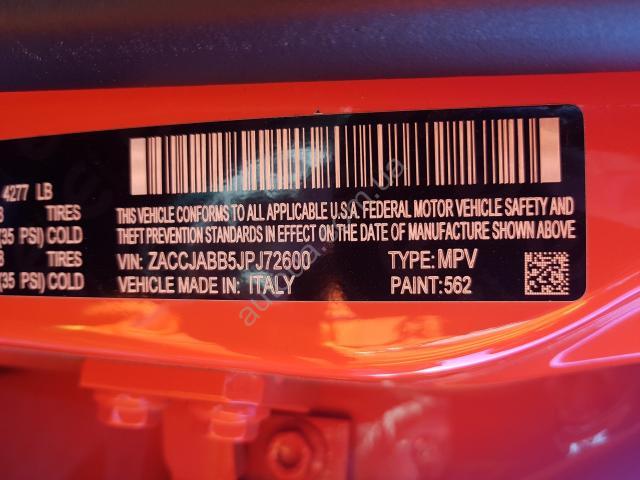 4277 LB
TIRES
(35 PSI) COLD
TIRES
(35 PSI) COLD
THIS VEHICLE CONFORMS TO ALL APPLICABLE U.S.A. FEDERAL MOTOR VEHICLE SAFETY AND
THEFT PREVENTION STANDARDS IN EFFECT ON THE DATE OF MANUFACTURE SHOWN ABOVE
VIN: ZACCJABB5JPJ72600 TYPE: MPV
VEHICLE MADE IN: ITALY PAINT:562